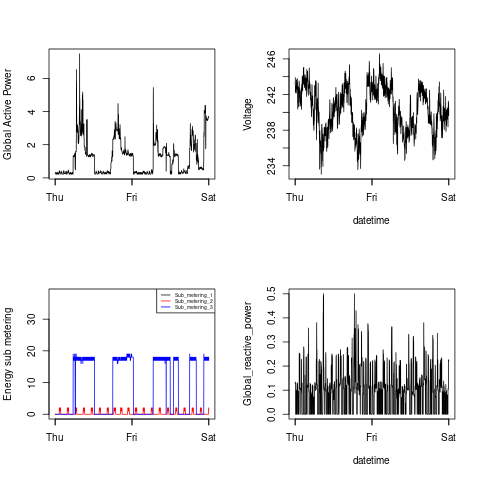 Global Active Power
0
2
4
6
Thu
Fri
Sat
Voltage
234
238
242
246
Thu
Fri
Sat
datetime
Energy sub metering
0
10
20
30
Sub_metering_1
Sub_metering_2
Sub_metering_3
Thu
Fri
Sat
Global_reactive_power
0.0
0.1
0.2
0.3
0.4
0.5
Thu
Fri
Sat
datetime